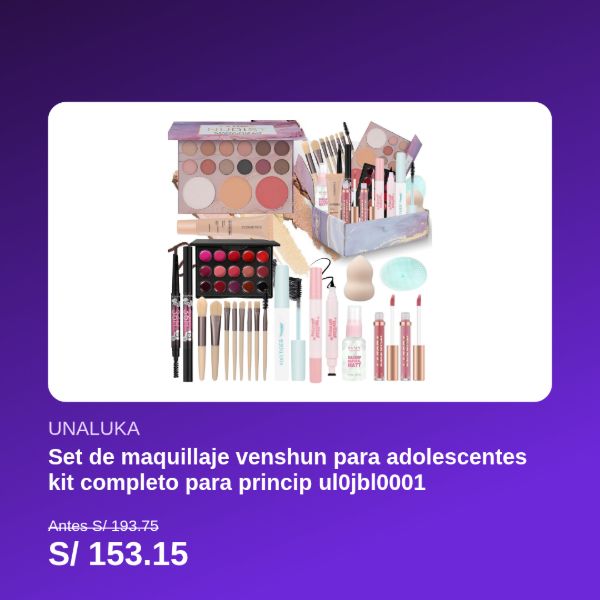 UNALUKA
Set de maquillaje venshun para adolescentes
kit completo para princip ul0jbl0001
Antes S/ 193.75
S/ 153.15